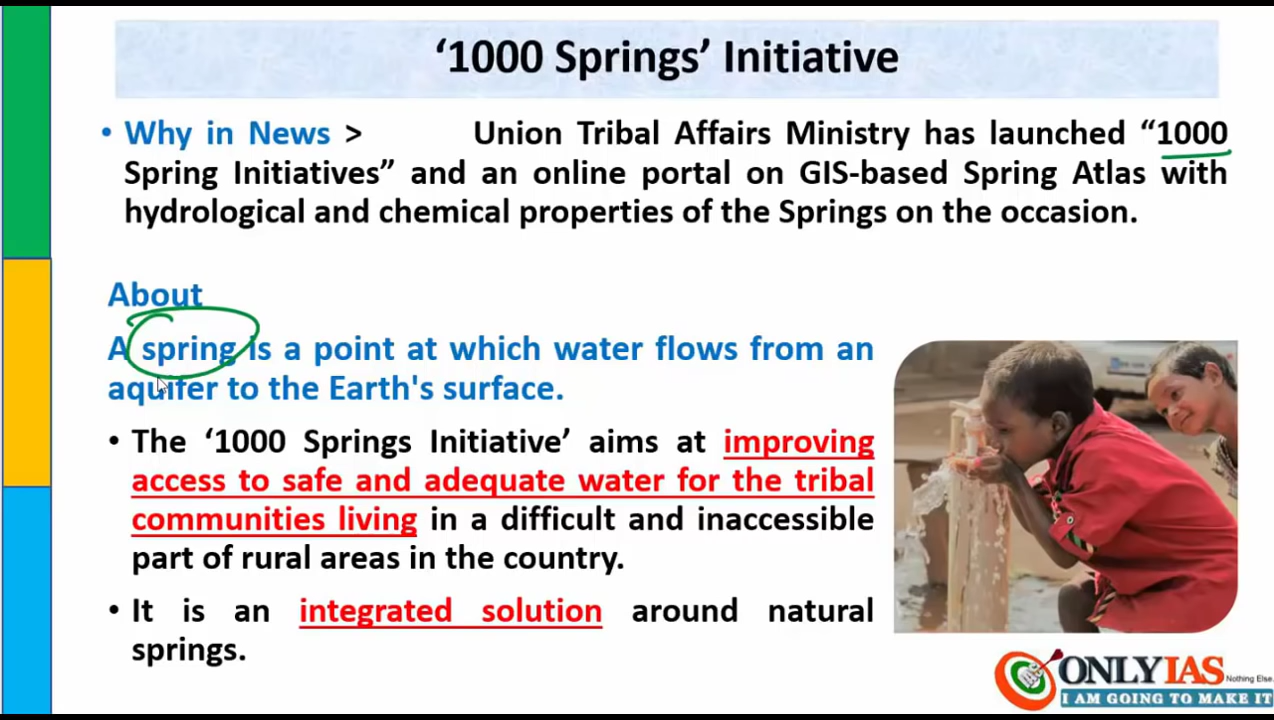 ‘1000 Springs’ Initiative
• Why in News > Union Tribal Affairs Ministry has launched “1000
Spring Initiatives” and an online portal on GIS-based Spring Atlas with
hydrological and chemical properties of the Springs on the occasion.
About
A spring is a point at which water flows from an
aquifer to the Earth's surface.
• The ‘1000 Springs Initiative’ aims at improving
access to safe and adequate water for the tribal
communities living in a difficult and inaccessible
part of rural areas in the country.
• It is an integrated solution around natural
springs.
ONLYIAS
Nothing Else.
I AM GOING TO MAKE IT